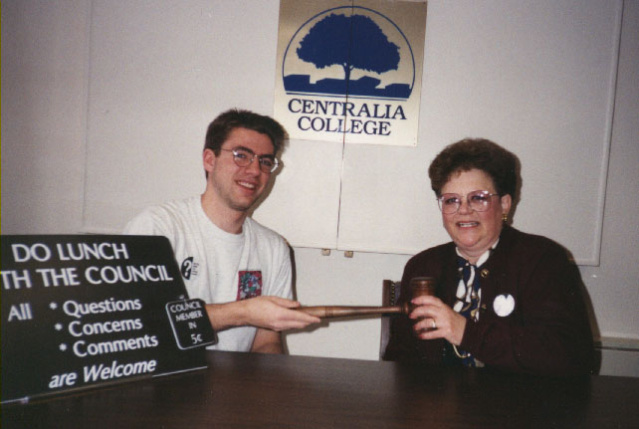 CENTRALIA
COLLEGE
DO LUNCH
TH THE COUNCIL
All * Questions
* Concerns
* Comments
are Welcome
COUNCIL
MEMBER
IN
5¢